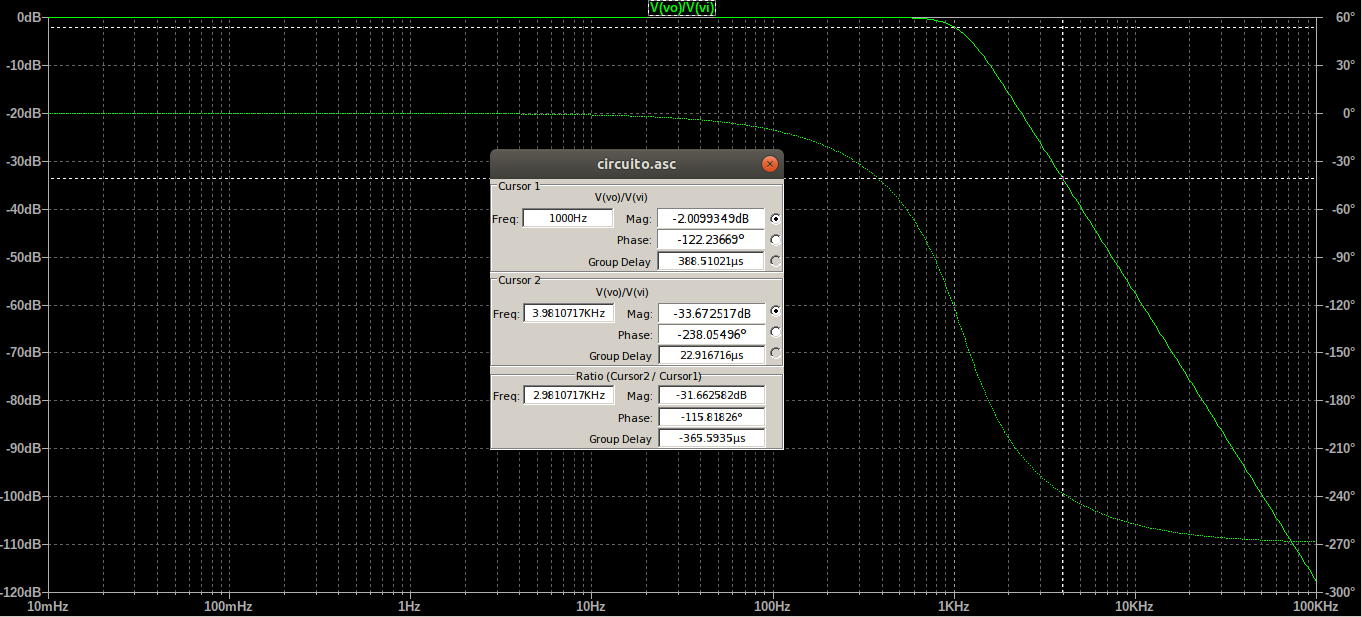 V(vo)/V(vi)
0dB
-10dB
-20dB
-30dB
-40dB
-50dB
-60dB
-70dB
-80dB
-90dB
-100dB
-110dB
-120dB
60°
30°
0°
-30°
-60°
-90°
-120°
-150°
-180°
-210°
-240°
-270°
-300°
10mHz 100mHz 1Hz 10Hz 100Hz 1KHz 10KHz 100KHz
circuito.asc
Cursor 1
V(vo)/V(vi)
Freq: 1000Hz Mag: -2.0099349dB
Phase: -122.23669°
Group Delay 388.51021µs
Cursor 2
V(vo)/V(vi)
Freq: 3.9810717KHz Mag: -33.672517dB
Phase: -238.05496°
Group Delay 22.916716µs
Ratio (Cursor2 / Cursor1)
Freq: 2.9810717KHz Mag: -31.662582dB
Phase: -115.81826°
Group Delay -365.5935µs